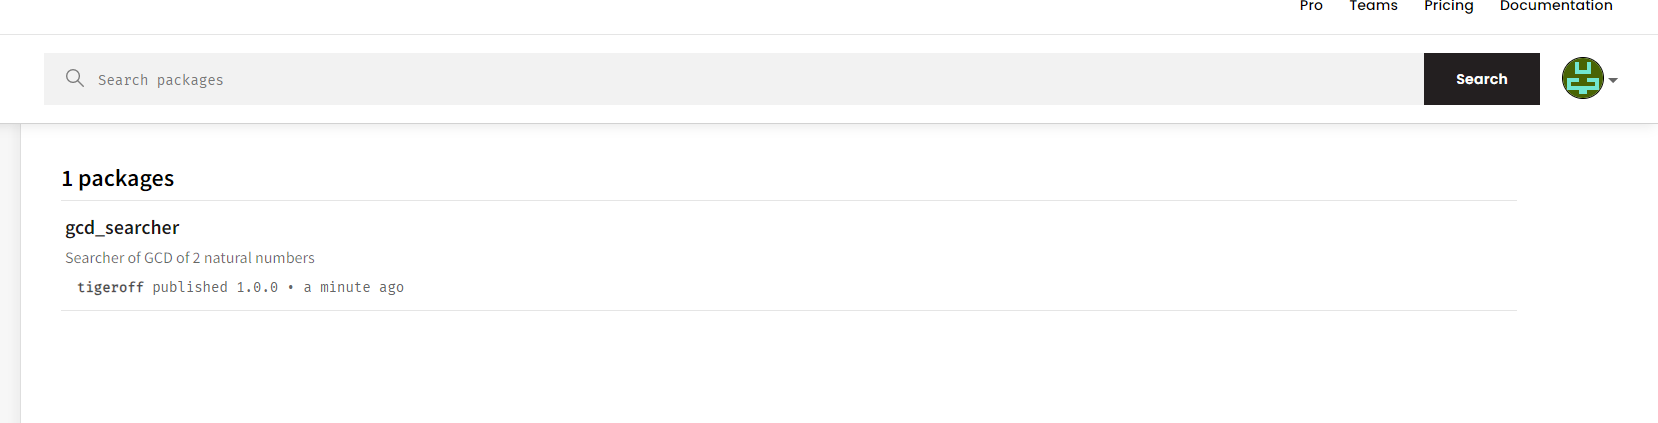 Pro Teams Pricing Documentation
Search packages Search
1 packages
gcd_searcher
Searcher of GCD of 2 natural numbers
tigeroff published 1.0.0 • a minute ago